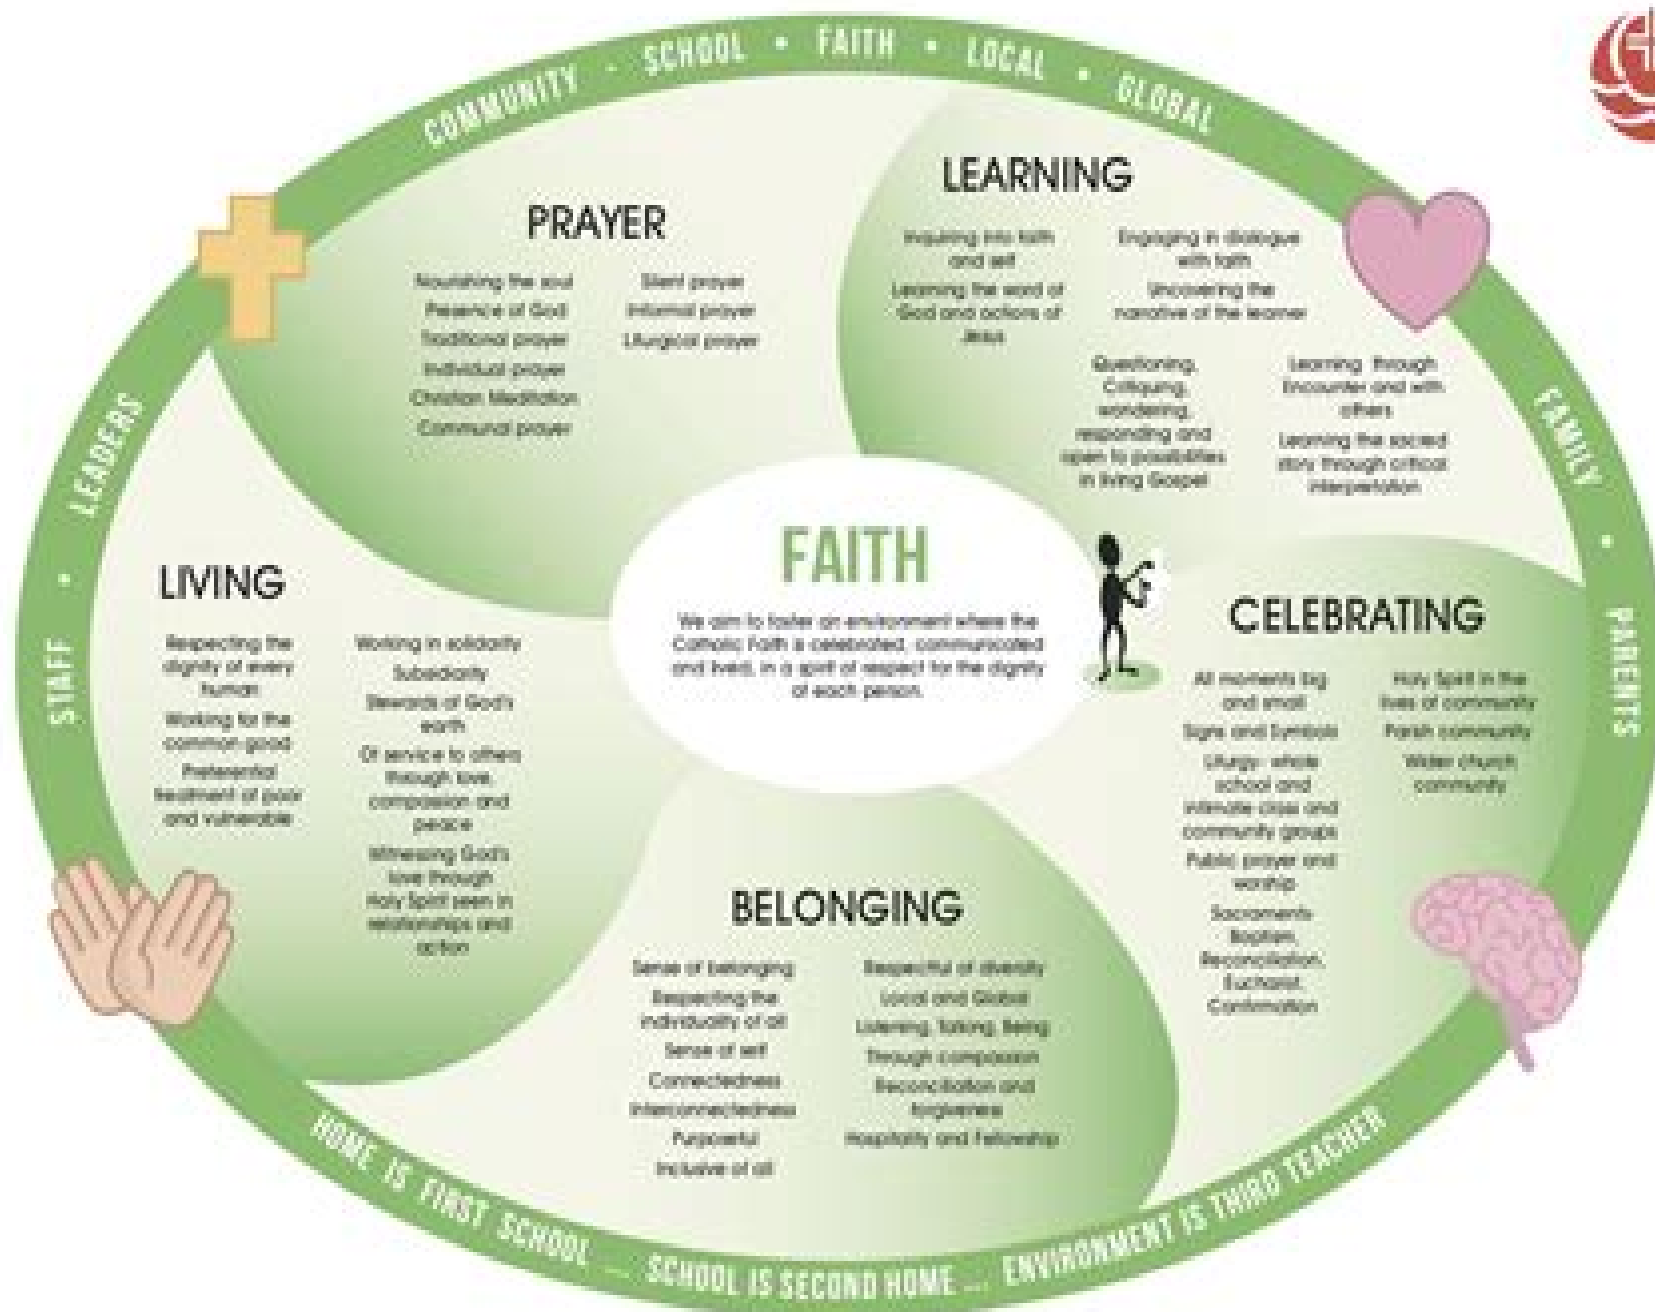 COMMUNITY - SCHOOL • FAITH • LOCAL • GLOBAL
FAMILY • PARENTS
STAFF • LEADERS
PRAYER
Nourishing the soul
Presence of God
Traditional prayer
Individual prayer
Christian Meditation
Communal prayer
Silent prayer
Informal prayer
Liturgical prayer
LEARNING
Inquiring into faith
and self
Learning the word of
God and actions of
Jesus
Engaging in dialogue
with faith
Uncovering the
narrative of the learner
Questioning,
Critiquing,
wondering,
responding and
open to possibilities
in living Gospel
Learning through
Encounter and with
others
Learning the sacred
story through critical
interpretation
FAITH
We aim to foster an environment where the
Catholic Faith is celebrated, communicated
and lived, in a spirit of respect for the dignity
of each person.
LIVING
Respecting the
dignity of every
human
Working for the
common good
Preferential
treatment of poor
and vulnerable
Working in solidarity
Subsidiarity
Stewards of God's
earth
Of service to others
through love,
compassion and
peace
Witnessing God's
love through
Holy Spirit seen in
relationships and
action
CELEBRATING
All moments big
and small
Signs and Symbols
Liturgy- whole
school and
intimate class and
community groups
Public prayer and
worship
Sacraments
Baptism,
Reconciliation,
Eucharist,
Confirmation
Holy Spirit in the
lives of community
Parish community
Wider church
community
BELONGING
Sense of belonging
Respecting the
individuality of all
Sense of self
Connectedness
Interconnectedness
Purposeful
Inclusive of all
Respectful of diversity
Local and Global
Listening, Talking, Being
Through compassion
Reconciliation and
forgiveness
Hospitality and Fellowship
HOME IS FIRST SCHOOL ... SCHOOL IS SECOND HOME ... ENVIRONMENT IS THIRD TEACHER